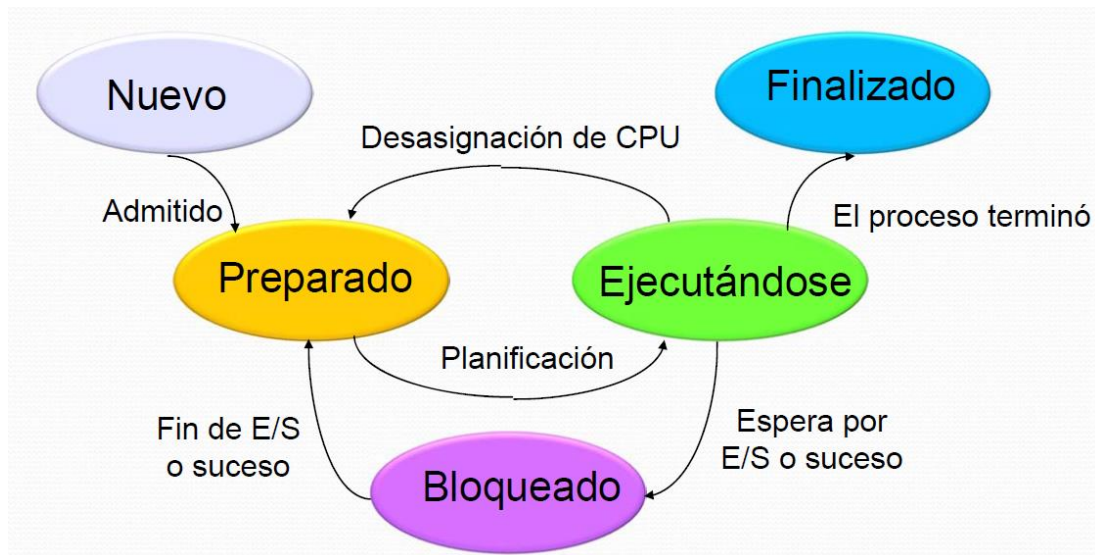 Nuevo
Finalizado
Desasignación de CPU
Admitido
El proceso terminó
Preparado
Ejecutándose
Planificación
Fin de E/S
o suceso
Espera por
E/S o suceso
Bloqueado